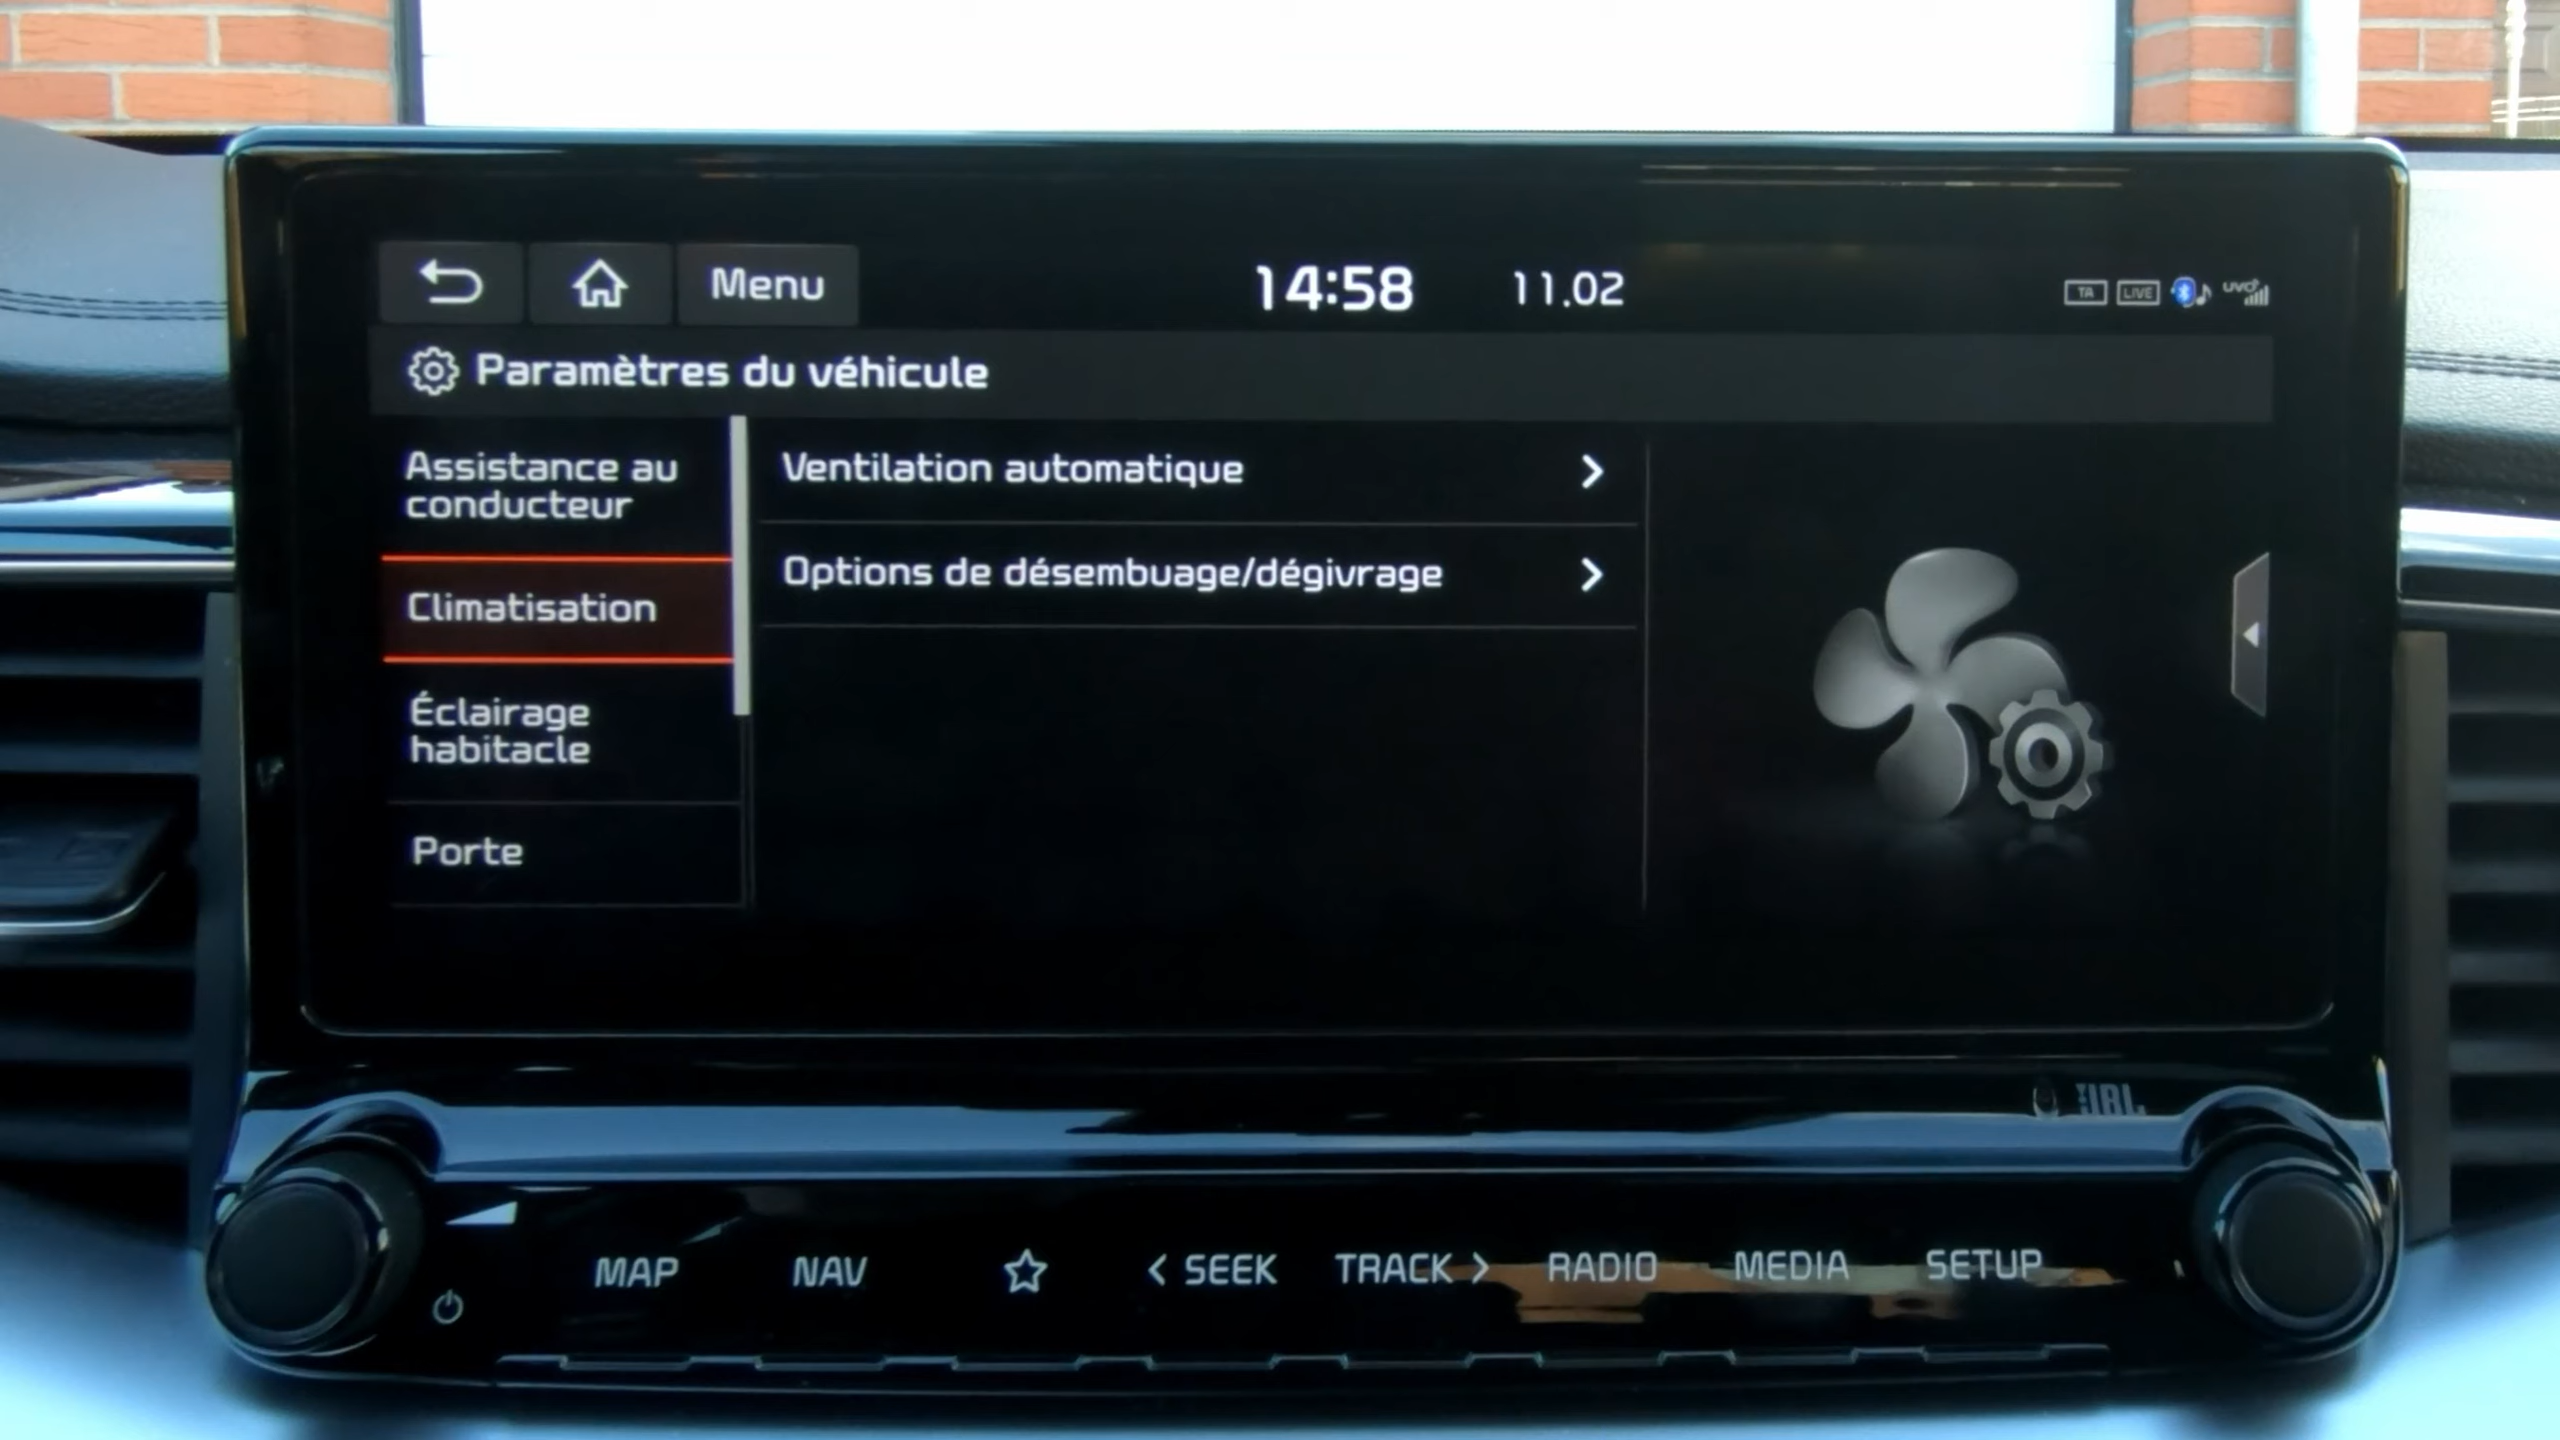 Menu
14:58 11.02
TA LIVE UVO
Paramètres du véhicule
Assistance au
conducteur
Climatisation
Éclairage
habitacle
Porte
Ventilation automatique
Options de désembuage/dégivrage
JBL
MAP NAV < SEEK TRACK > RADIO MEDIA SETUP